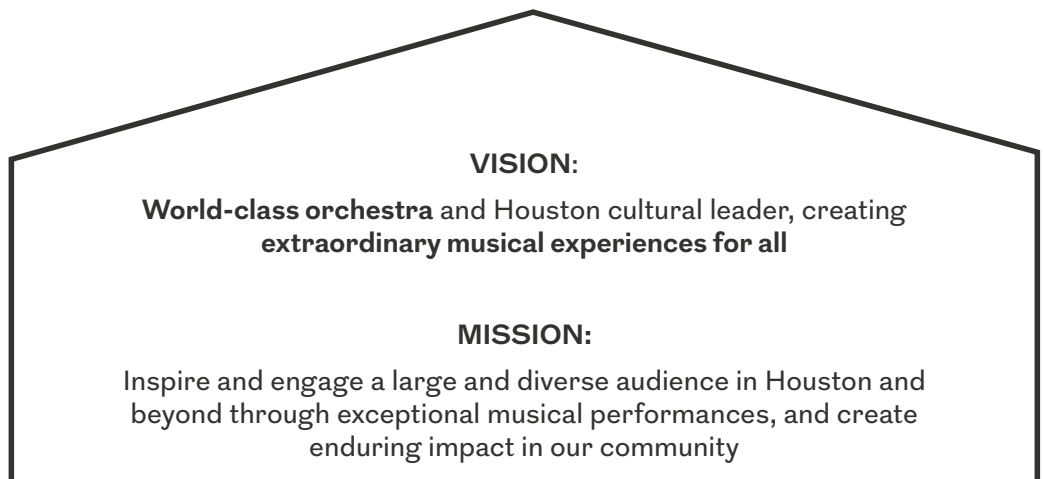 VISION:
World-class orchestra and Houston cultural leader, creating
extraordinary musical experiences for all
MISSION:
Inspire and engage a large and diverse audience in Houston and
beyond through exceptional musical performances, and create
enduring impact in our community